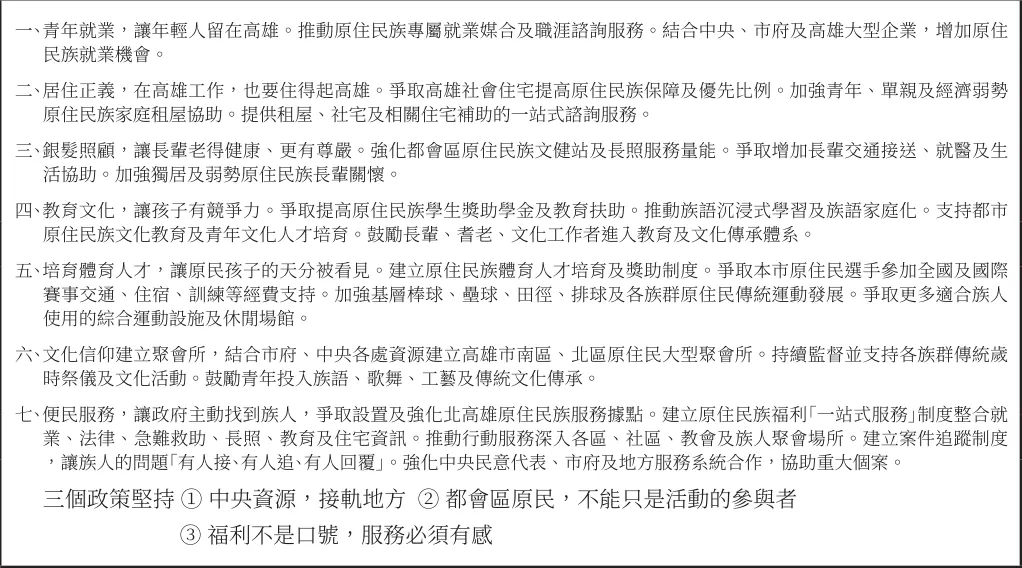 一、青年就業，讓年輕人留在高雄。推動原住民族專屬就業媒合及職涯諮詢服務。結合中央、市府及高雄大型企業，增加原住
民族就業機會。
二、居住正義，在高雄工作，也要住得起高雄。爭取高雄社會住宅提高原住民族保障及優先比例。加強青年、單親及經濟弱勢
原住民族家庭租屋協助。提供租屋、社宅及相關住宅補助的一站式諮詢服務。
三、銀髮照顧，讓長輩老得健康、更有尊嚴。強化都會區原住民族文健站及長照服務量能。爭取增加長輩交通接送、就醫及生
活協助。加強獨居及弱勢原住民族長輩關懷。
四、教育文化，讓孩子有競爭力。爭取提高原住民族學生獎助學金及教育扶助。推動族語沉浸式學習及族語家庭化。支持都市
原住民族文化教育及青年文化人才培育。鼓勵長輩、耆老、文化工作者進入教育及文化傳承體系。
五、培育體育人才，讓原民孩子的天分被看見。建立原住民族體育人才培育及獎助制度。爭取本市原住民選手參加全國及國際
賽事交通、住宿、訓練等經費支持。加強基層棒球、壘球、田徑、排球及各族群原住民傳統運動發展。爭取更多適合族人
使用的綜合運動設施及休閒場館。
六、文化信仰建立聚會所，結合市府、中央各處資源建立高雄市南區、北區原住民大型聚會所。持續監督並支持各族群傳統歲
時祭儀及文化活動。鼓勵青年投入族語、歌舞、工藝及傳統文化傳承。
七、便民服務，讓政府主動找到族人，爭取設置及強化北高雄原住民族服務據點。建立原住民族福利「一站式服務」制度整合就
業、法律、急難救助、長照、教育及住宅資訊。推動行動服務深入各區、社區、教會及族人聚會場所。建立案件追蹤制度
，讓族人的問題「有人接、有人追、有人回覆」。強化中央民意代表、市府及地方服務系統合作，協助重大個案。
三個政策堅持 ① 中央資源，接軌地方 ② 都會區原民，不能只是活動的參與者
③ 福利不是口號，服務必須有感